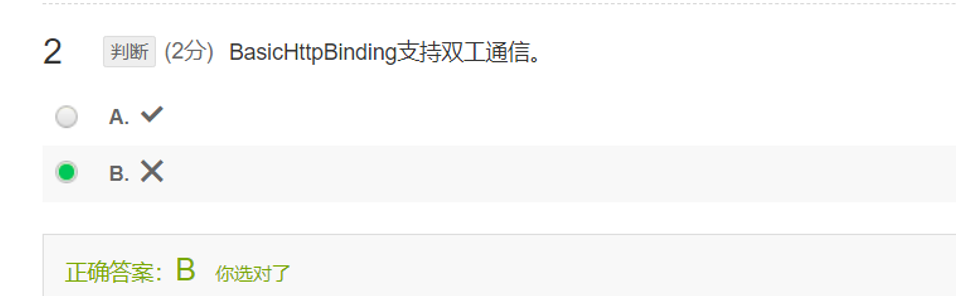 2 判断 (2分) BasicHttpBinding支持双工通信。
A. ✓
B. ✕
正确答案：B 你选对了